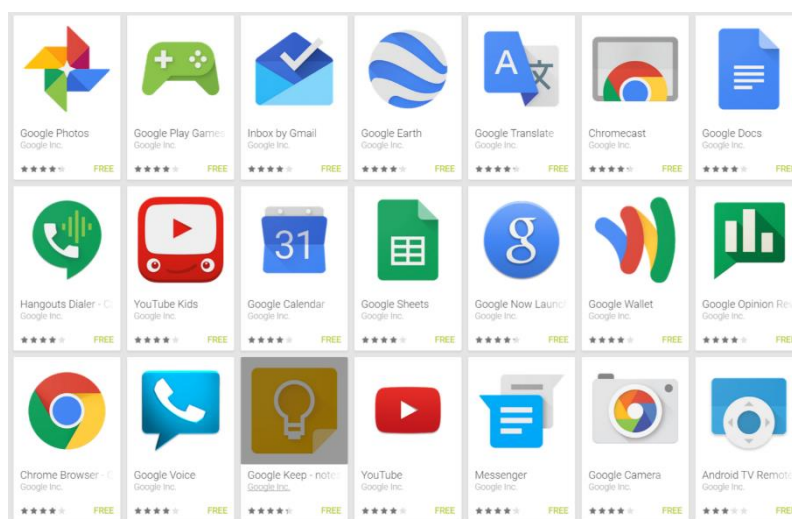 A 文
Google Photos Google Play Games Inbox by Gmail Google Earth Google Translate Chromecast Google Docs
Google Inc. Google Inc. Google Inc. Google Inc. Google Inc. Google Inc. Google Inc.
FREE FREE FREE FREE FREE FREE FREE
31 g
Hangouts Dialer - C YouTube Kids Google Calendar Google Sheets Google Now Launc Google Wallet Google Opinion Re
Google Inc. Google Inc. Google Inc. Google Inc. Google Inc. Google Inc. Google Inc.
FREE FREE FREE FREE FREE FREE FREE
Chrome Browser - Google Voice Google Keep - note YouTube Messenger Google Camera Android TV Remote
Google Inc. Google Inc. Google Inc. Google Inc. Google Inc. Google Inc. Google Inc.
FREE FREE FREE FREE FREE FREE FREE